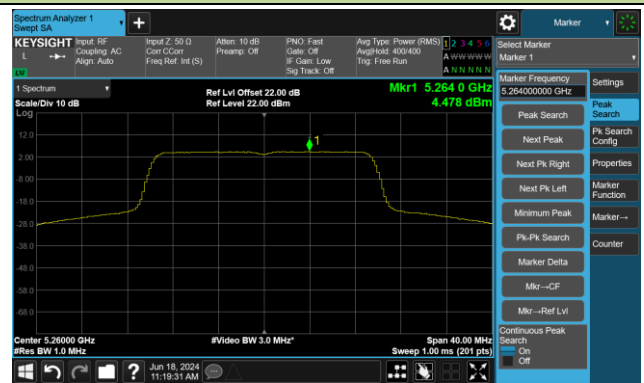 Spectrum Analyzer 1
Swept SA
Marker
KEYSIGHT
L
LV
Input: RF
Coupling: AC
Align: Auto
Input Z: 50 Ω
Corr CCorr
Freq Ref: Int (S)
Atten: 10 dB
Preamp: Off
PNO: Fast
Gate: Off
IF Gain: Low
Sig Track: Off
Avg Type: Power (RMS)
Avg|Hold: 400/400
Trig: Free Run
1 2 3 4 5 6
A W W W W W
A N N N N N
Select Marker
Marker 1
1 Spectrum
Scale/Div 10 dB
Log
Ref Lvl Offset 22.00 dB
Ref Level 22.00 dBm
Mkr1 5.264 0 GHz
4.478 dBm
12.0
2.00
-8.00
-18.0
-28.0
-38.0
-48.0
-58.0
-68.0
1
Center 5.26000 GHz
#Res BW 1.0 MHz
#Video BW 3.0 MHz*
Span 40.00 MHz
Sweep 1.00 ms (201 pts)
Marker Frequency
5.264000000 GHz
Peak Search
Next Peak
Next Pk Right
Next Pk Left
Minimum Peak
Pk-Pk Search
Marker Delta
Mkr→CF
Mkr→Ref Lvl
Continuous Peak
Search
On
Off
Settings
Peak
Search
Pk Search
Config
Properties
Marker
Function
Marker→
Counter
?
Jun 18, 2024
11:19:31 AM